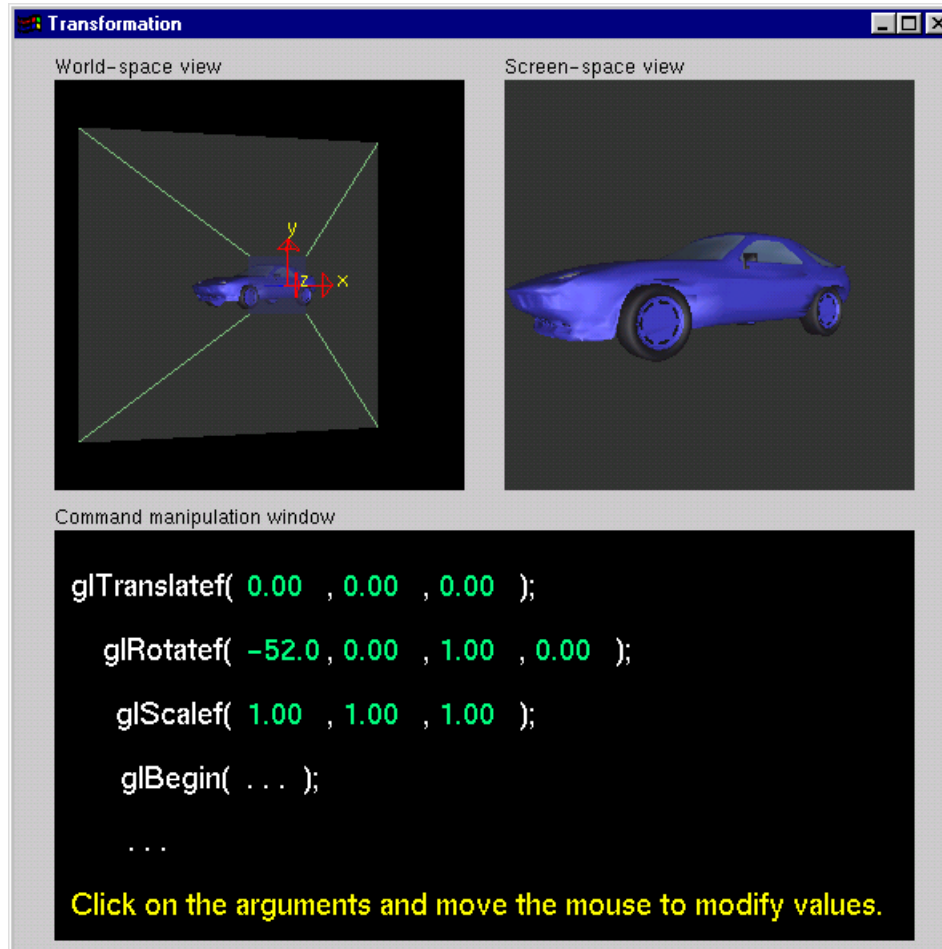 Transformation
World-space view
Screen-space view
y
z
x
Command manipulation window
glTranslatef( 0.00 , 0.00 , 0.00 );
glRotatef( -52.0 , 0.00 , 1.00 , 0.00 );
glScalef( 1.00 , 1.00 , 1.00 );
glBegin( . . . );
. . .
Click on the arguments and move the mouse to modify values.